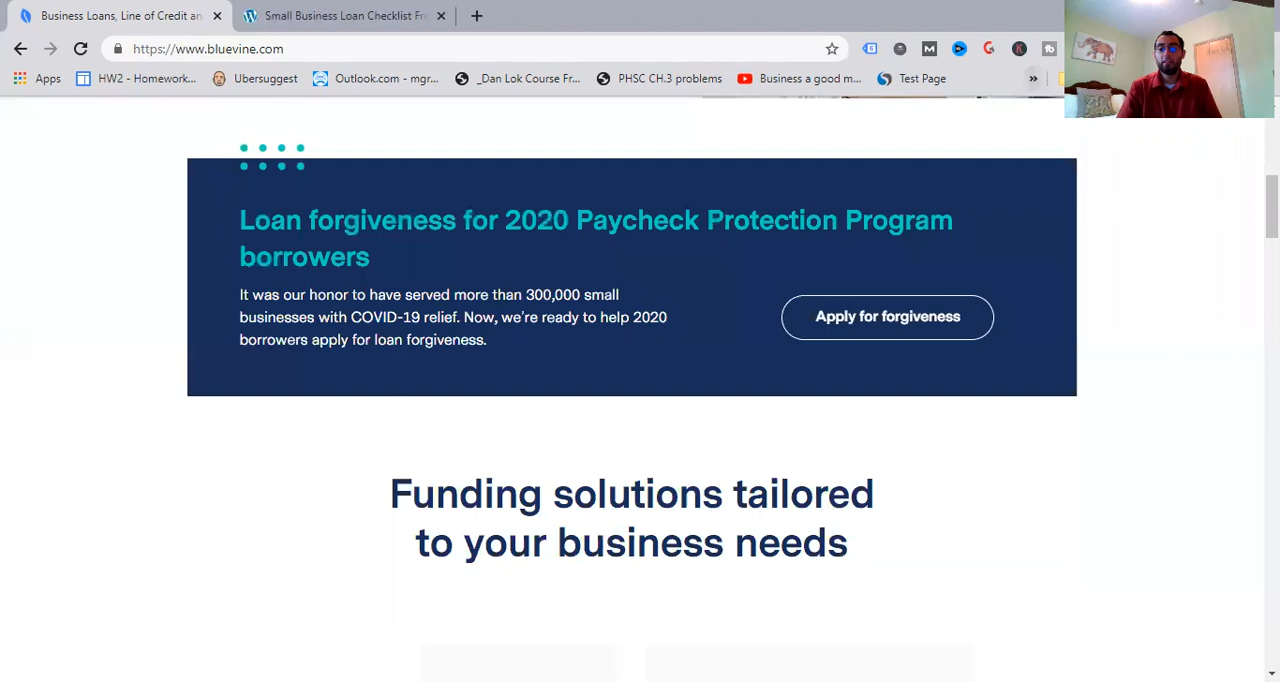 Business Loans, Line of Credit an
Small Business Loan Checklist Fr
https://www.bluevine.com
Apps
HW2 - Homework...
Ubersuggest
Outlook.com - mgr...
_Dan Lok Course Fr...
PHSC CH.3 problems
Business a good m...
Test Page
»
Loan forgiveness for 2020 Paycheck Protection Program
borrowers
It was our honor to have served more than 300,000 small
businesses with COVID-19 relief. Now, we're ready to help 2020
borrowers apply for loan forgiveness.
Apply for forgiveness
Funding solutions tailored
to your business needs